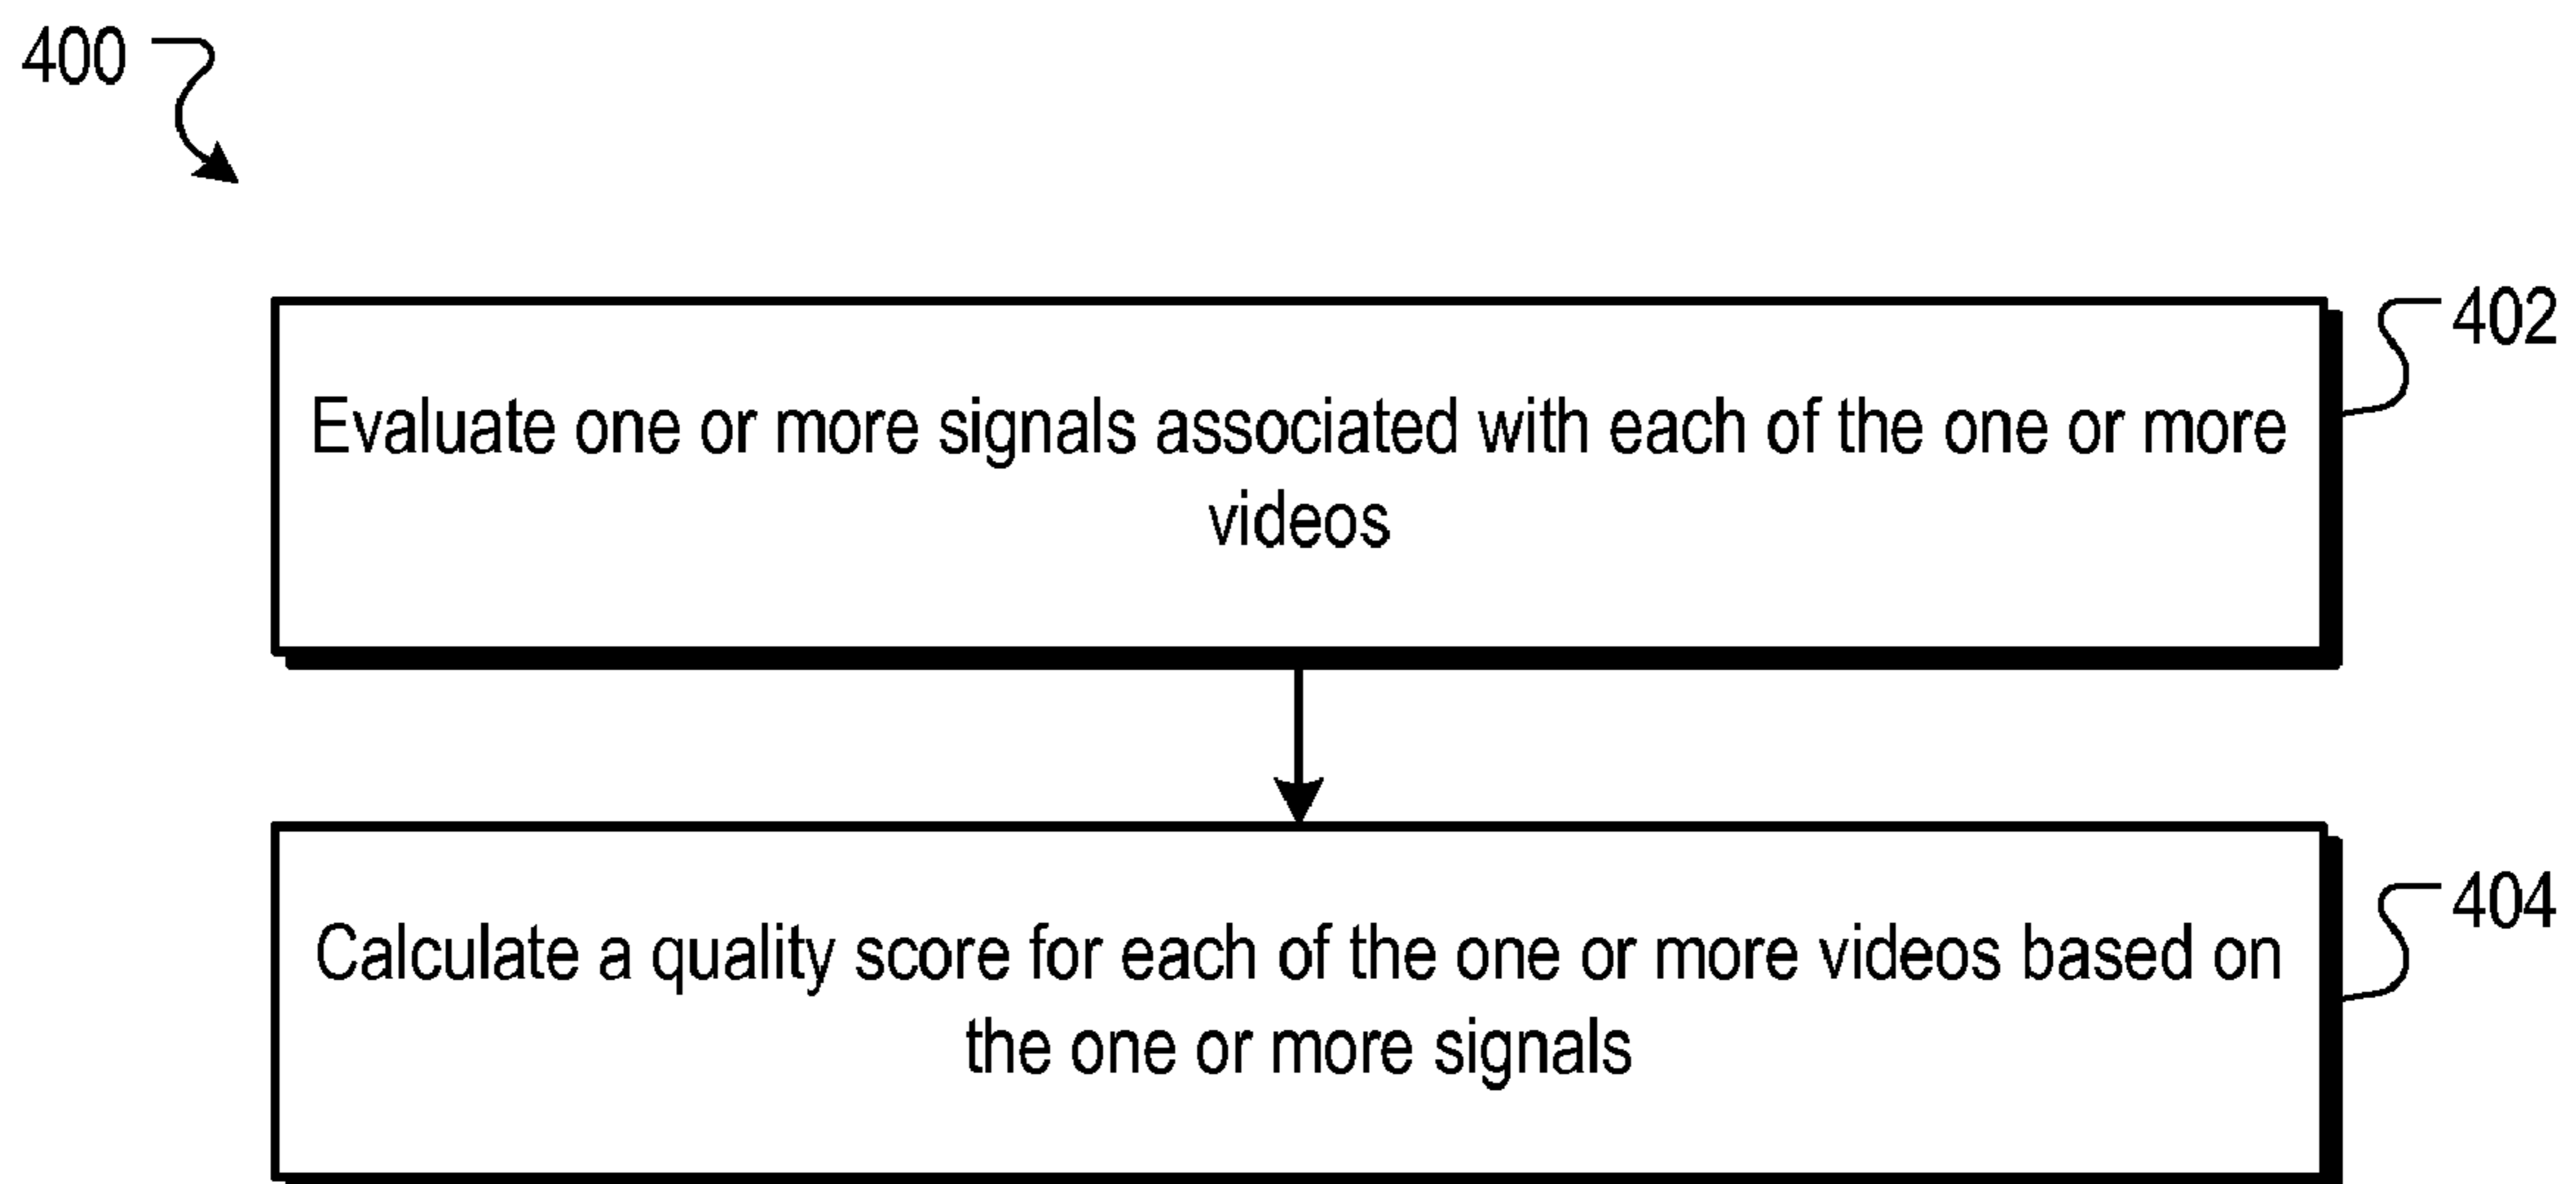 400
402
Evaluate one or more signals associated with each of the one or more
videos
404
Calculate a quality score for each of the one or more videos based on
the one or more signals